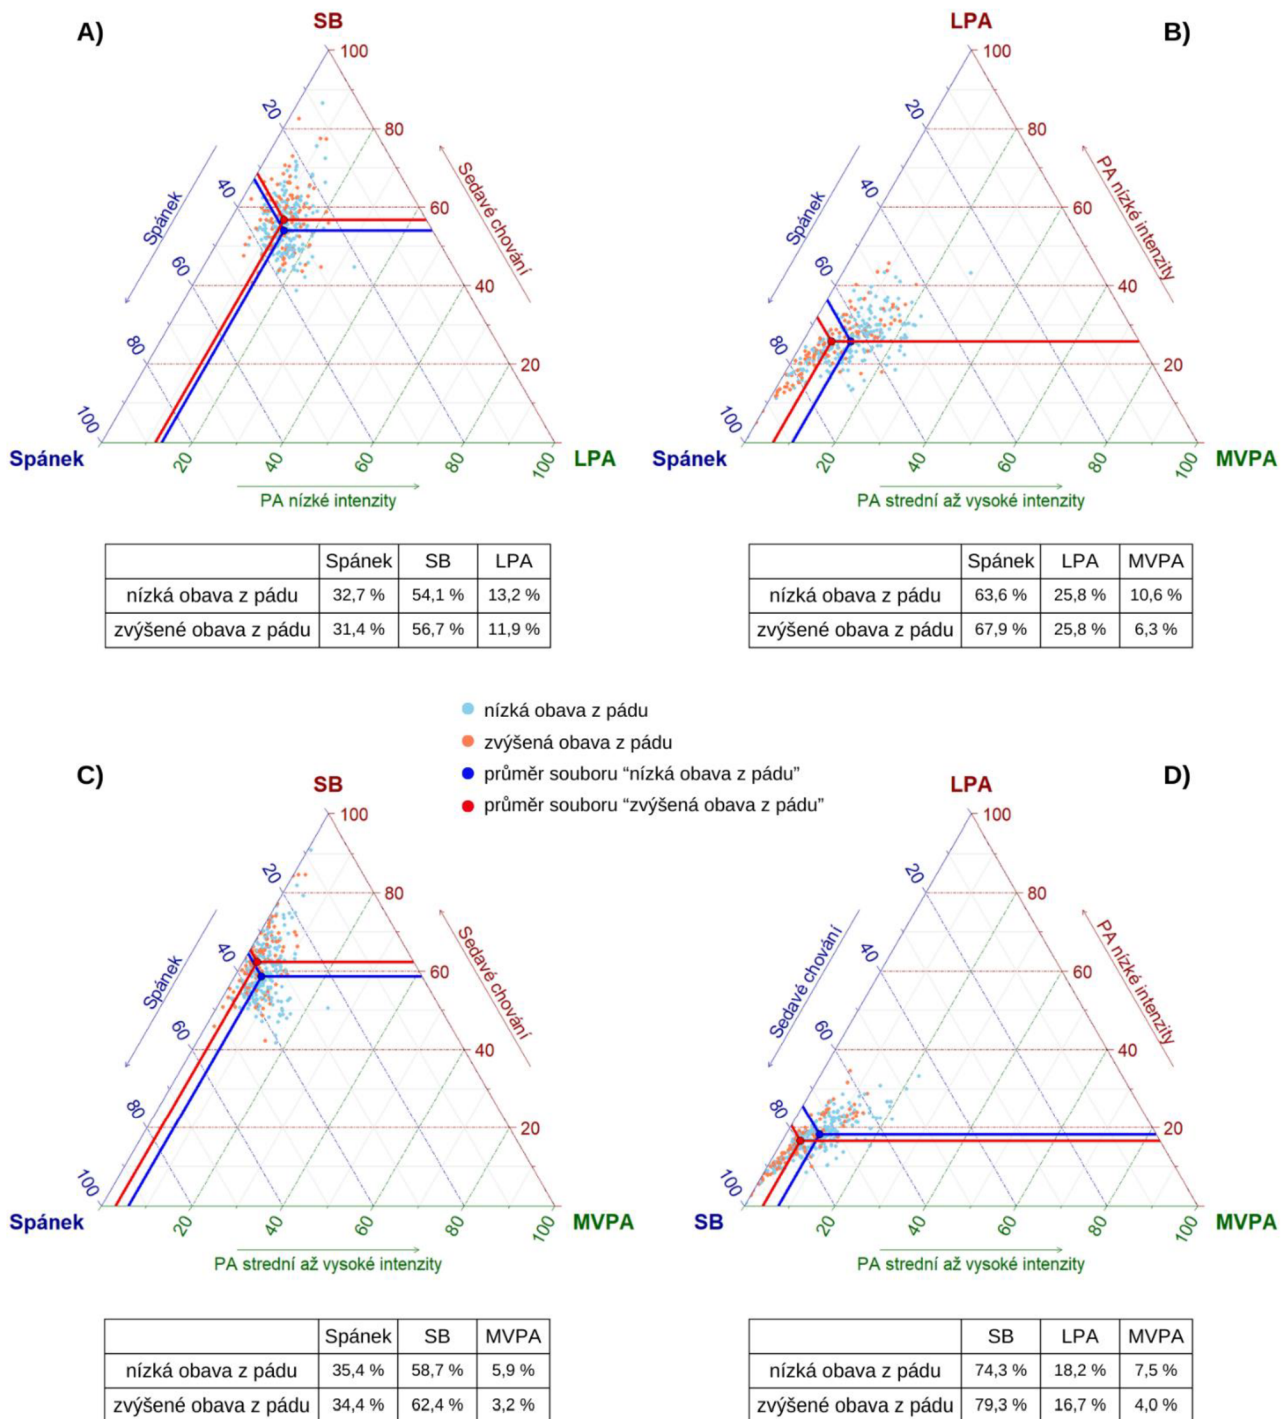 A)
SB
100
80
60
40
20
20
40
60
80
100
Spánek
Sedavé chování
Spánek
LPA
20
40
60
80
100
PA nízké intenzity
Spánek SB LPA
nízká obava z pádu 32,7 % 54,1 % 13,2 %
zvýšené obava z pádu 31,4 % 56,7 % 11,9 %
B)
LPA
100
80
60
40
20
20
40
60
80
100
Spánek
PA nízké intenzity
Spánek
MVPA
20
40
60
80
100
PA strední až vysoké intenzity
Spánek LPA MVPA
nízká obava z pádu 63,6 % 25,8 % 10,6 %
zvýšené obava z pádu 67,9 % 25,8 % 6,3 %
nízká obava z pádu
zvýšená obava z pádu
průměr souboru “nízká obava z pádu”
průměr souboru “zvýšená obava z pádu”
C)
SB
100
80
60
40
20
20
40
60
80
100
Spánek
Sedavé chování
Spánek
MVPA
20
40
60
80
100
PA strední až vysoké intenzity
Spánek SB MVPA
nízká obava z pádu 35,4 % 58,7 % 5,9 %
zvýšené obava z pádu 34,4 % 62,4 % 3,2 %
D)
LPA
100
80
60
40
20
20
40
60
80
100
Sedavé chování
PA nízké intenzity
SB
MVPA
20
40
60
80
100
PA strední až vysoké intenzity
SB LPA MVPA
nízká obava z pádu 74,3 % 18,2 % 7,5 %
zvýšené obava z pádu 79,3 % 16,7 % 4,0 %